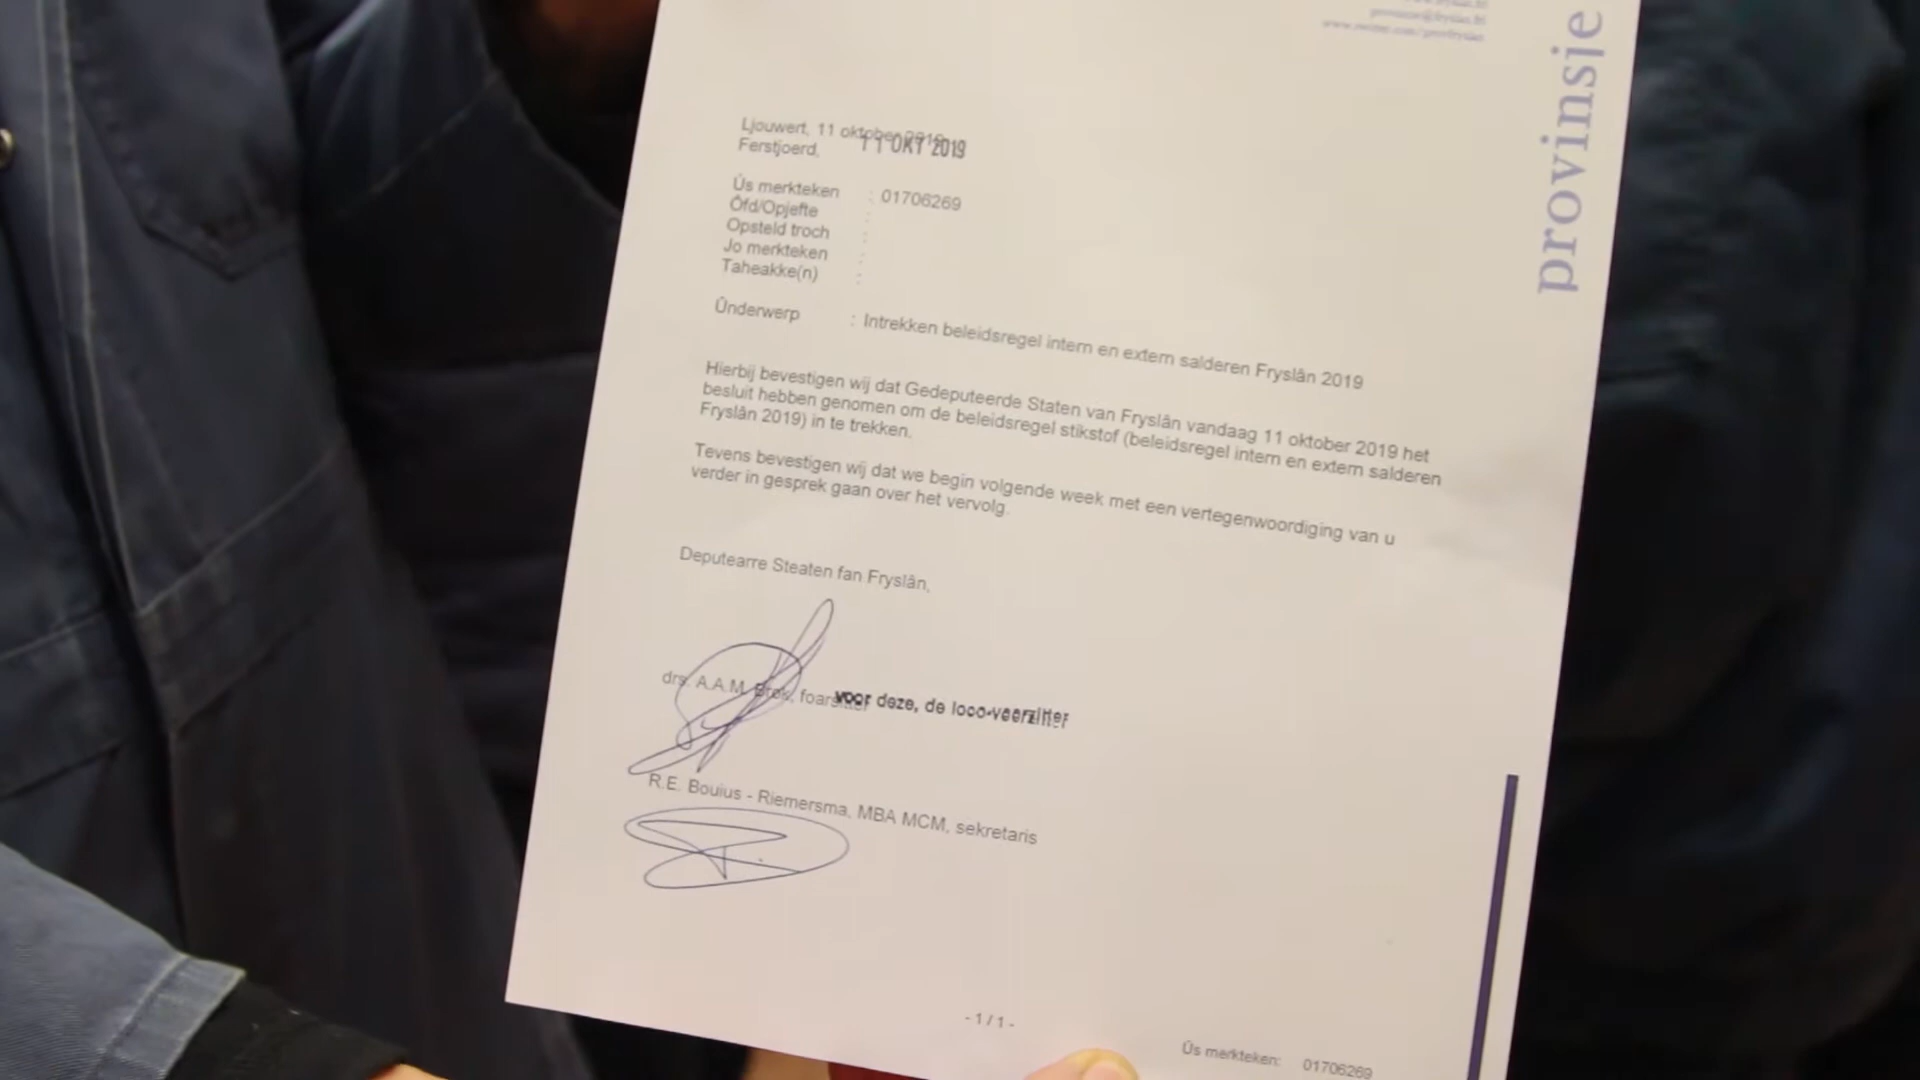 provinsje
Ljouwert, 11 oktober 2019
Ferstjoerd, 11 OKT 2019
Ús merkteken : 01706269
Ôfd/Opjefte :
Opsteld troch :
Jo merkteken :
Taheakke(n) :
Ûnderwerp : Intrekken beleidsregel intern en extern salderen Fryslân 2019
Hierbij bevestigen wij dat Gedeputeerde Staten van Fryslân vandaag 11 oktober 2019 het
besluit hebben genomen om de beleidsregel stikstof (beleidsregel intern en extern salderen
Fryslân 2019) in te trekken.
Tevens bevestigen wij dat we begin volgende week met een vertegenwoordiging van u
verder in gesprek gaan over het vervolg.
Deputearre Steaten fan Fryslân,
drs. A.A.M. Brok, foarsitter voor deze, de loco-voorzitter
R.E. Bouius - Riemersma, MBA MCM, sekretaris
- 1 / 1 -
Ús merkteken: 01706269